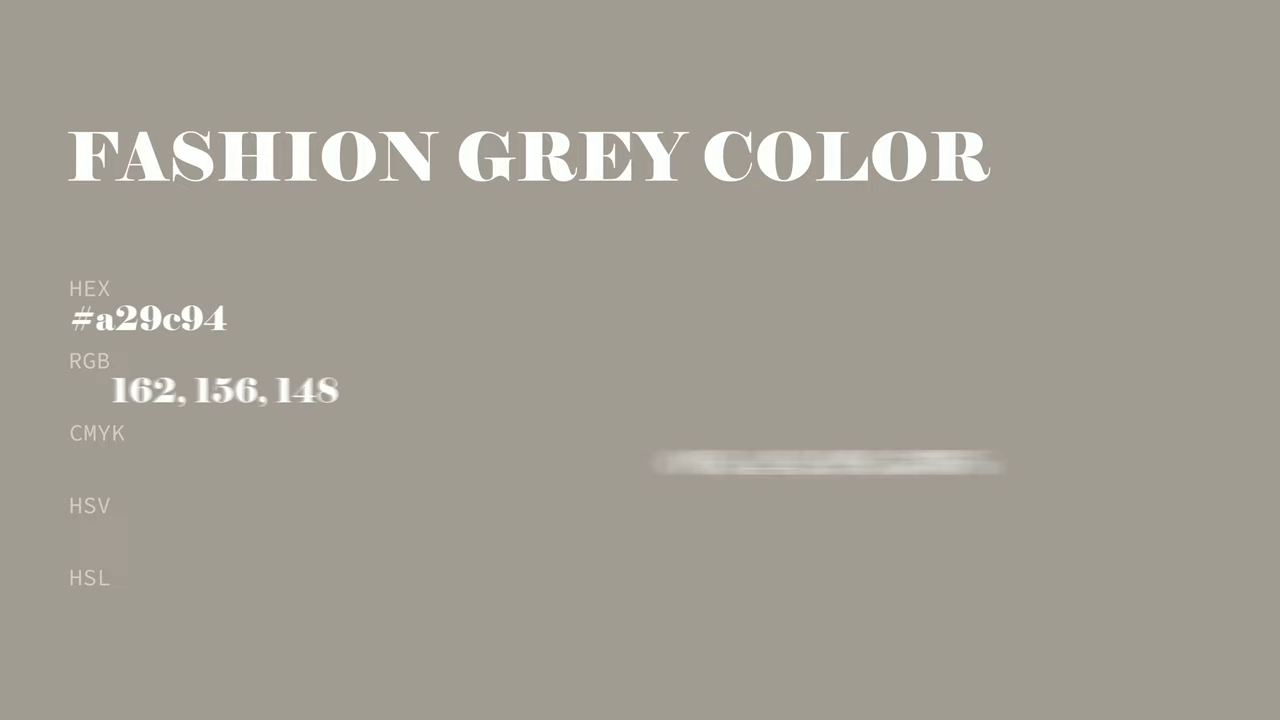 FASHION GREY COLOR
HEX
#a29c94
RGB
162, 156, 148
CMYK
HSV
HSL